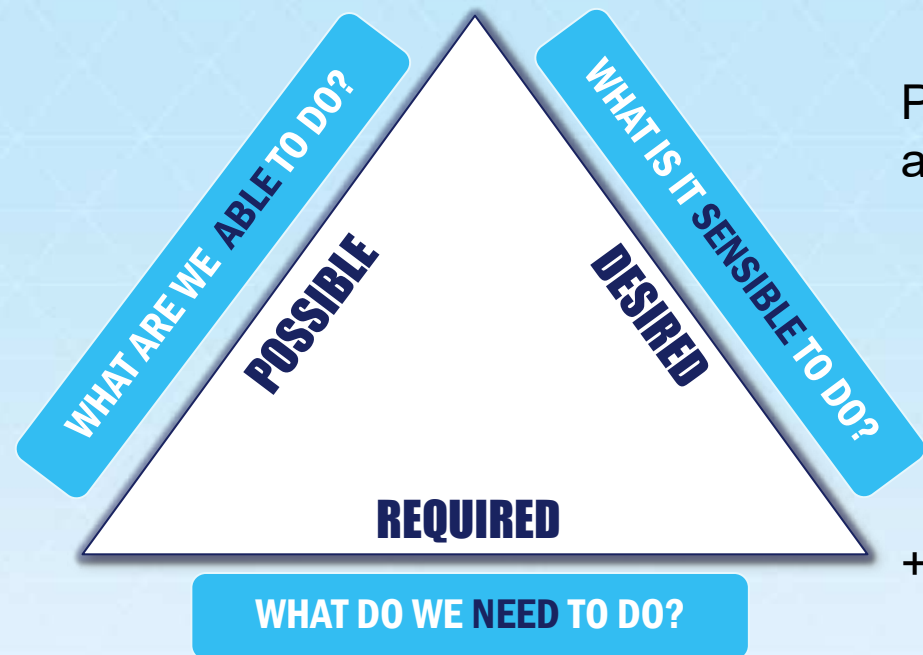 WHAT ARE WE ABLE TO DO?
POSSIBLE
WHAT IS IT SENSIBLE TO DO?
DESIRED
REQUIRED
WHAT DO WE NEED TO DO?
P
a
+